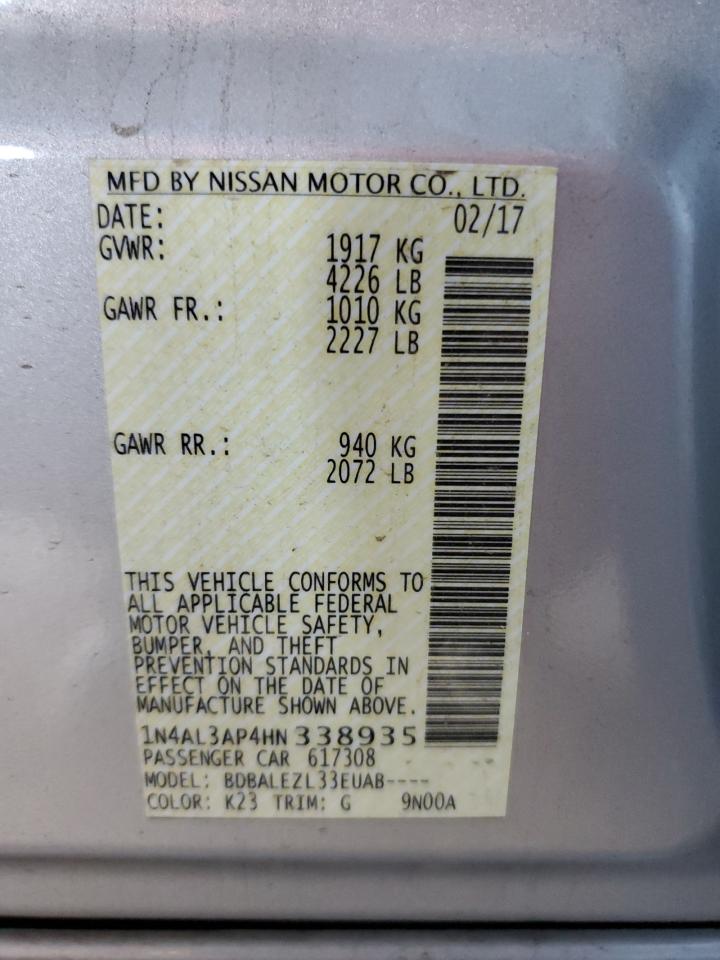 MFD BY NISSAN MOTOR CO., LTD.
DATE: 02/17
GVWR: 1917 KG
4226 LB
GAWR FR.: 1010 KG
2227 LB
GAWR RR.: 940 KG
2072 LB
THIS VEHICLE CONFORMS TO
ALL APPLICABLE FEDERAL
MOTOR VEHICLE SAFETY,
BUMPER, AND THEFT
PREVENTION STANDARDS IN
EFFECT ON THE DATE OF
MANUFACTURE SHOWN ABOVE.
1N4AL3AP4HN 338935
PASSENGER CAR 617308 - --
MODEL: BDBALEZL33EUAB----
COLOR: K23 TRIM: G 9N00A